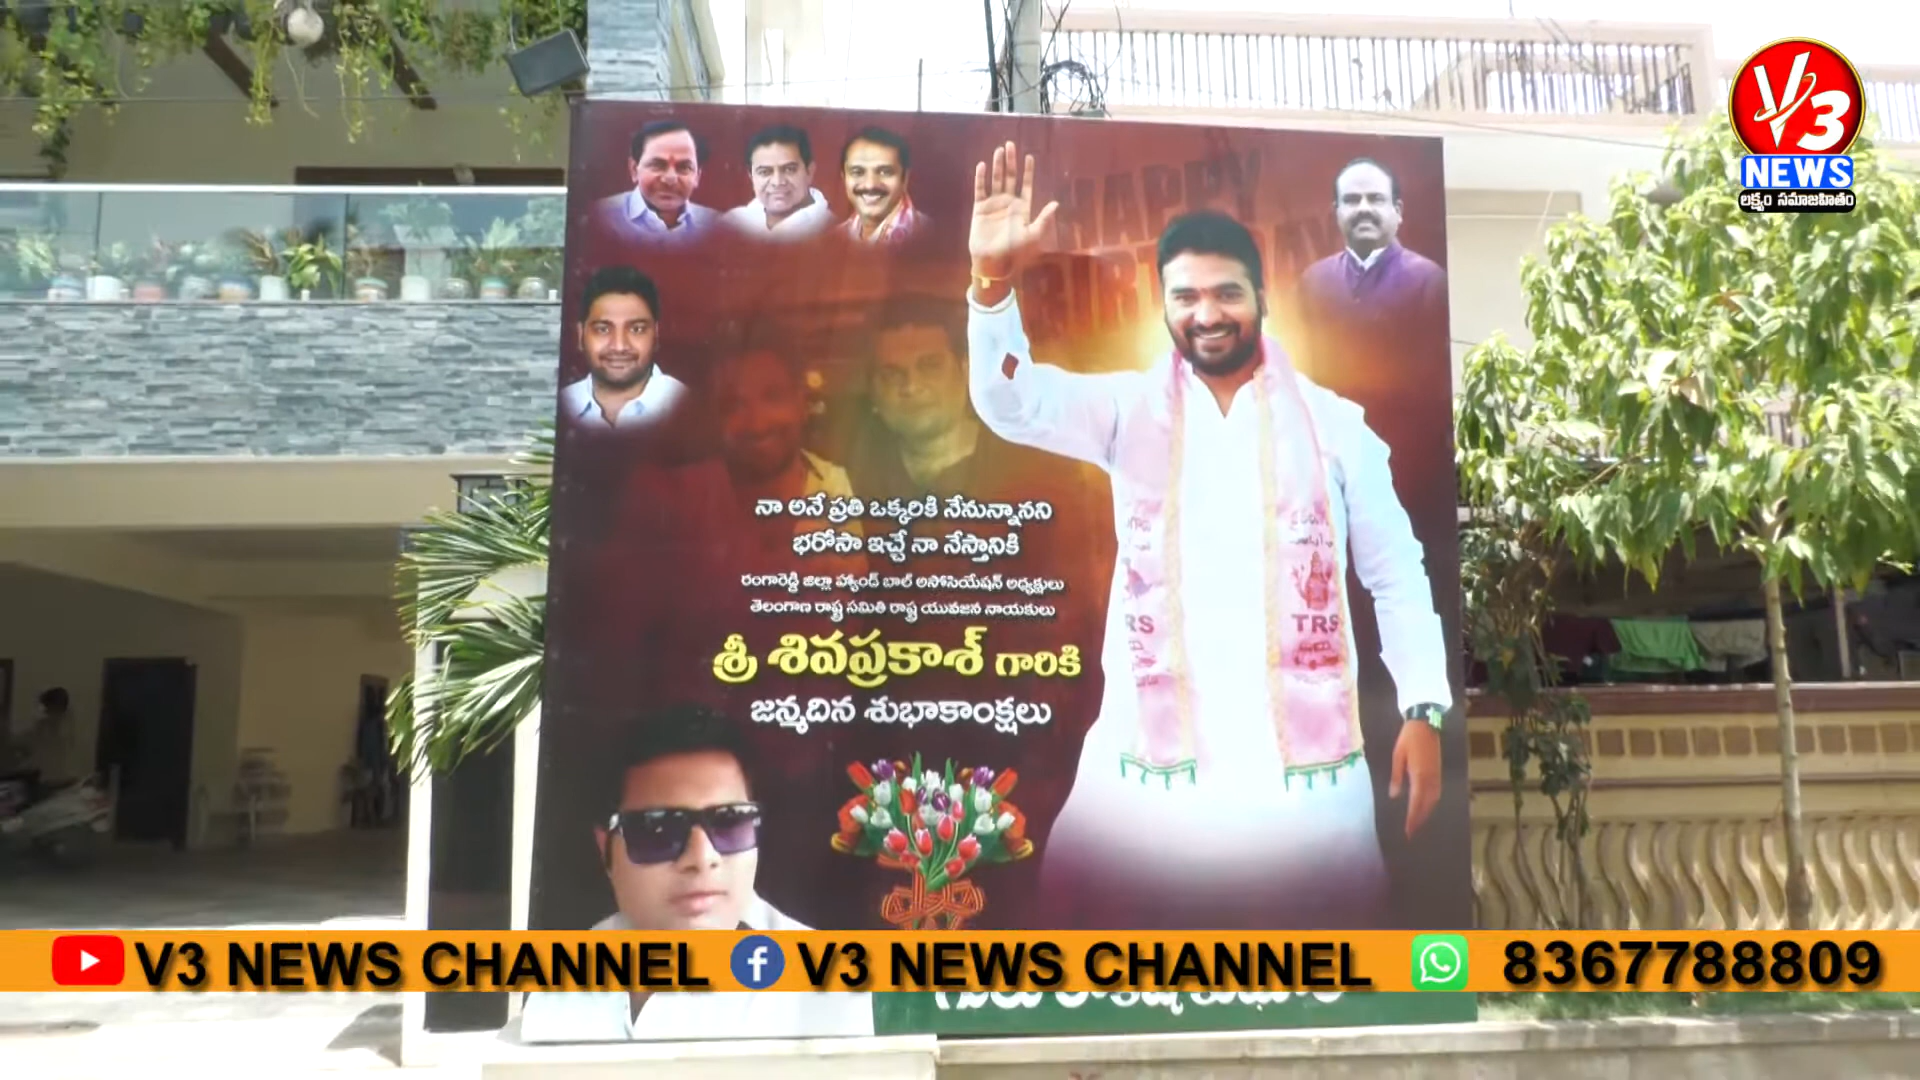 V3
NEWS
లక్ష్యం సమాజహితం
HAPPY
నా అనే ప్రతి ఒక్కరికి నేనున్నానని
భరోసా ఇచ్చే నా నేస్తానికి
రంగారెడ్డి జిల్లా హ్యాండ్ బాల్ అసోసియేషన్ అధ్యక్షులు
తెలంగాణ రాష్ట్ర సమితి రాష్ట్ర యువజన నాయకులు
శ్రీ శివప్రకాశ్ గారికి
జన్మదిన శుభాకాంక్షలు
RS
TRS
V3 NEWS CHANNEL
V3 NEWS CHANNEL
8367788809